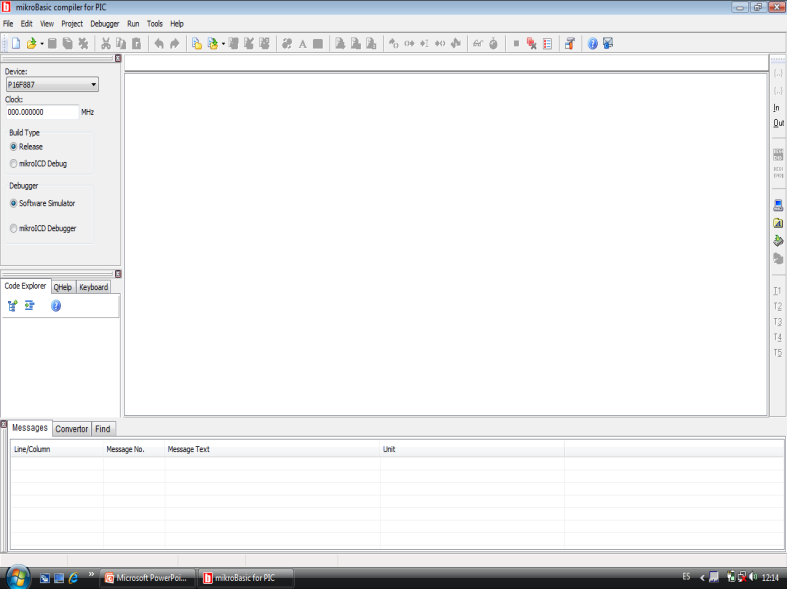 mikroBasic compiler for PIC
File Edit View Project Debugger Run Tools Help
Device:
P16F887
Clock:
000.000000 MHz
Build Type
Release
mikroICD Debug
Debugger
Software Simulator
mikroICD Debugger
Code Explorer QHelp Keyboard
In
Out
T1
T2
T3
T4
T5
Messages Convertor Find
Line/Column Message No. Message Text Unit
Microsoft PowerPoi... mikroBasic for PIC ES 12:14